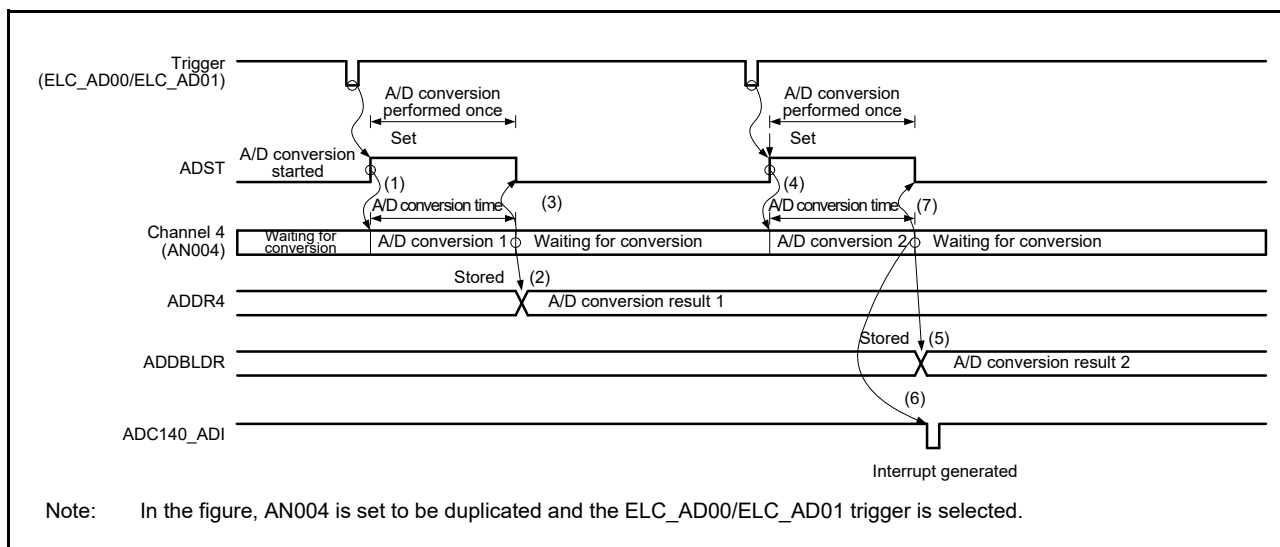 Trigger
(ELC_AD00/ELC_AD01)
A/D conversion
performed once
A/D conversion
performed once
Set
Set
ADST
A/D conversion
started
(1)
(3)
(4)
(7)
A/D conversion time
A/D conversion time
Channel 4
(AN004)
Waiting for
conversion
A/D conversion 1
Waiting for conversion
A/D conversion 2
Waiting for conversion
Stored
(2)
ADDR4
A/D conversion result 1
Stored
(5)
ADDBLDR
A/D conversion result 2
(6)
ADC140_ADI
Interrupt generated
Note: In the figure, AN004 is set to be duplicated and the ELC_AD00/ELC_AD01 trigger is selected.